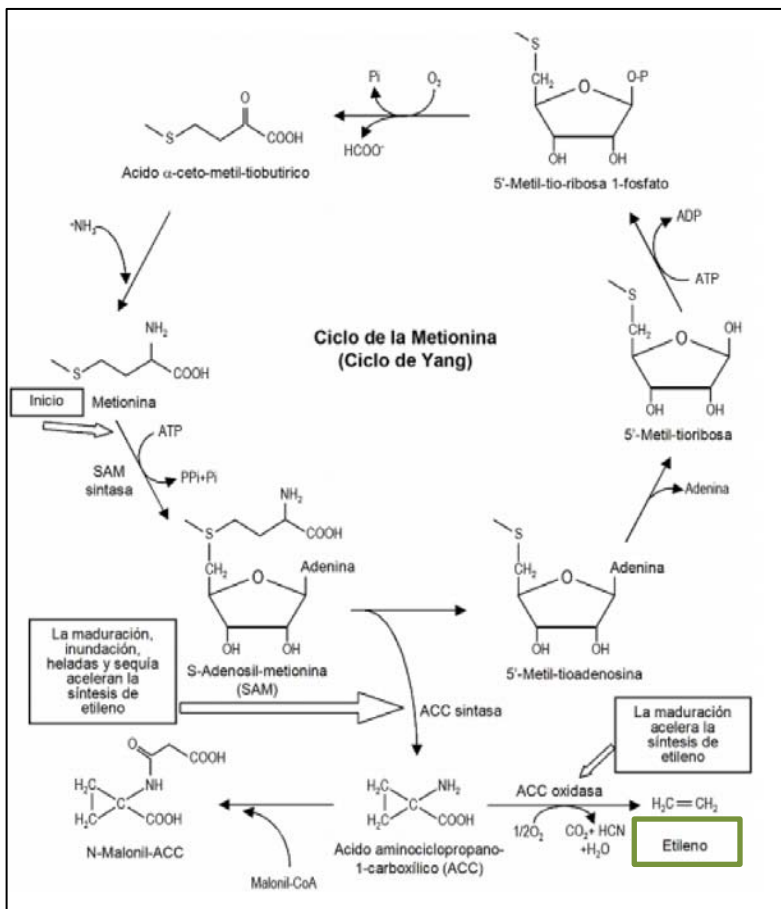 S
CH₂
O
O-P
OH OH
5'-Metil-tio-ribosa 1-fosfato
Pi
O₂
HCOO⁻
O
S
COOH
Acido α-ceto-metil-tiobutirico
⁺NH₃
ADP
ATP
Ciclo de la Metionina
(Ciclo de Yang)
NH₂
S
COOH
Inicio
Metionina
S
CH₂
O
OH
OH OH
5'-Metil-tioribosa
ATP
PPi+Pi
SAM
sintasa
Adenina
NH₂
S
COOH
CH₂
O
Adenina
OH OH
S-Adenosil-metionina
(SAM)
S
CH₂
O
Adenina
OH OH
5'-Metil-tioadenosina
La maduración,
inundación,
heladas y sequía
aceleran la
síntesis de
etileno
ACC sintasa
La maduración
acelera la
síntesis de
etileno
O
COOH
H₂C
NH
C
H₂C
COOH
N-Malonil-ACC
Malonil-CoA
H₂C
NH₂
C
H₂C
COOH
Acido aminociclopropano-
1-carboxílico (ACC)
ACC oxidasa
1/2O₂
CO₂+ HCN
+H₂O
H₂C=CH₂
Etileno